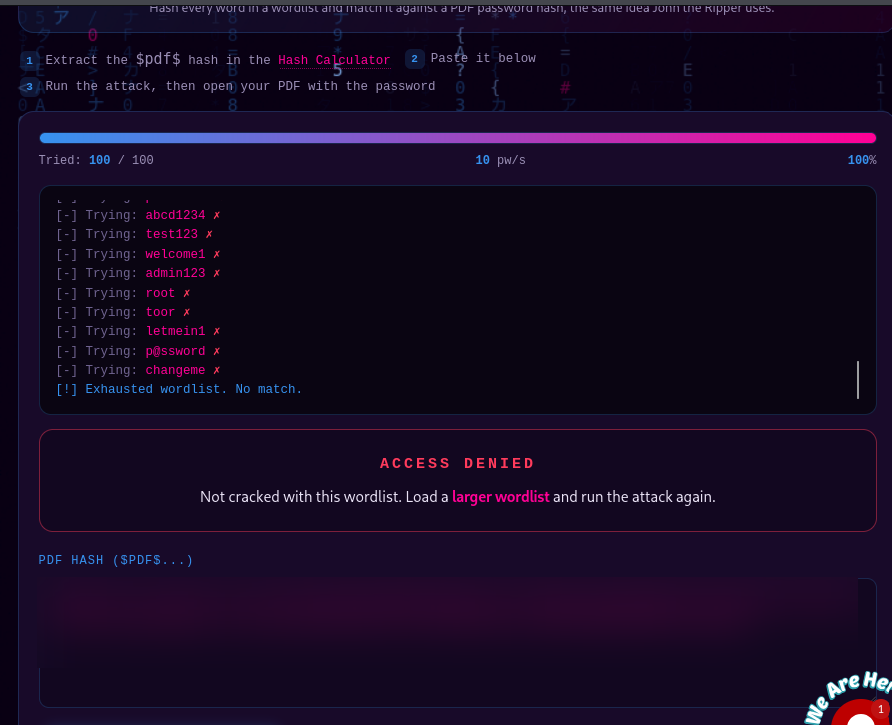 Hash every word in a wordlist and match it against a PDF password hash, the same idea John the Ripper uses.
1 Extract the $pdf$ hash in the Hash Calculator 2 Paste it below
3 Run the attack, then open your PDF with the password
Tried: 100 / 100 10 pw/s 100%
[-] Trying: abcd1234 ✗
[-] Trying: test123 ✗
[-] Trying: welcome1 ✗
[-] Trying: admin123 ✗
[-] Trying: root ✗
[-] Trying: toor ✗
[-] Trying: letmein1 ✗
[-] Trying: p@ssword ✗
[-] Trying: changeme ✗
[!] Exhausted wordlist. No match.
ACCESS DENIED
Not cracked with this wordlist. Load a larger wordlist and run the attack again.
PDF HASH ($PDF$...)
We Are Her
1